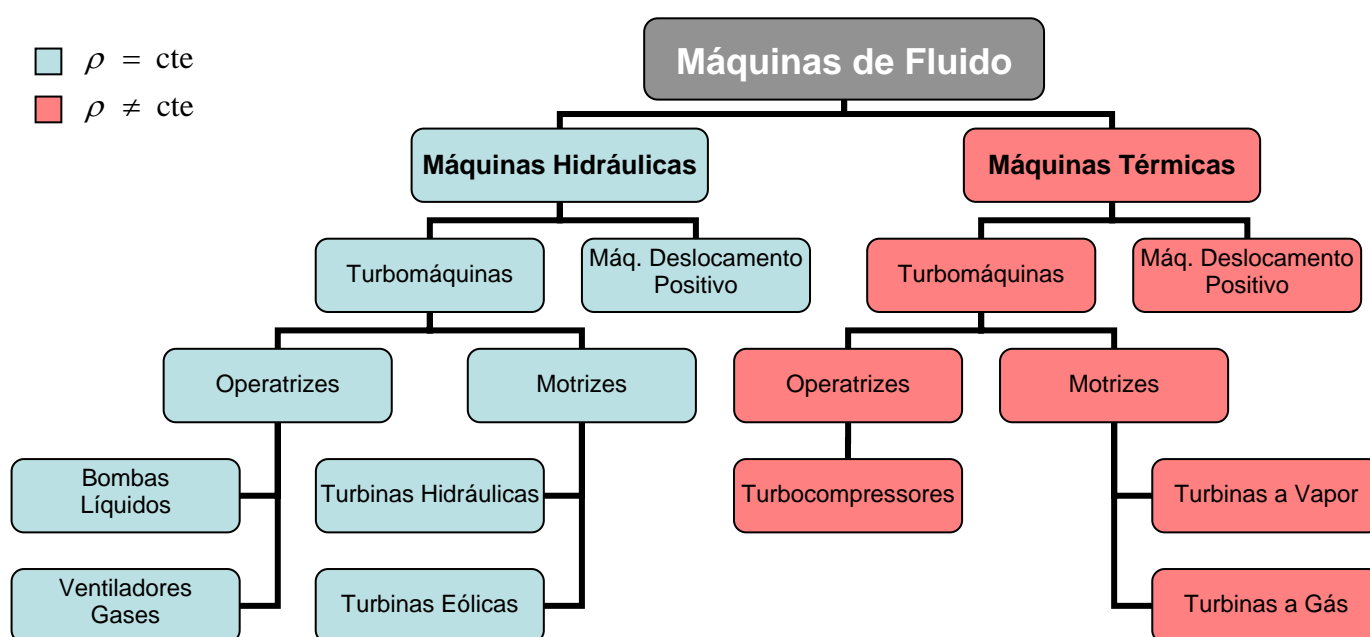 ρ = cte
ρ ≠ cte
Máquinas de Fluido
Máquinas Hidráulicas
Máquinas Térmicas
Turbomáquinas
Máq. Deslocamento
Positivo
Turbomáquinas
Máq. Deslocamento
Positivo
Operatrizes
Motrizes
Operatrizes
Motrizes
Bombas
Líquidos
Turbinas Hidráulicas
Turbocompressores
Turbinas a Vapor
Ventiladores
Gases
Turbinas Eólicas
Turbinas a Gás